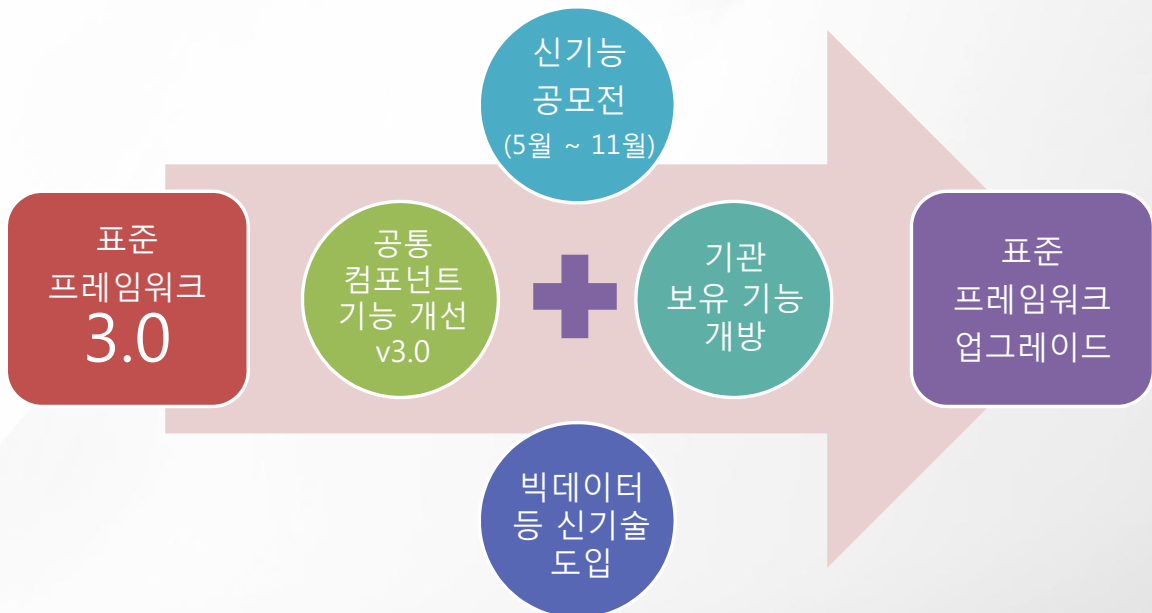 신기능
공모전
(5월 ~ 11월)
표준
프레임워크
3.0
공통
컴포넌트
기능 개선
v3.0
기관
보유 기능
개방
표준
프레임워크
업그레이드
빅데이터
등 신기술
도입